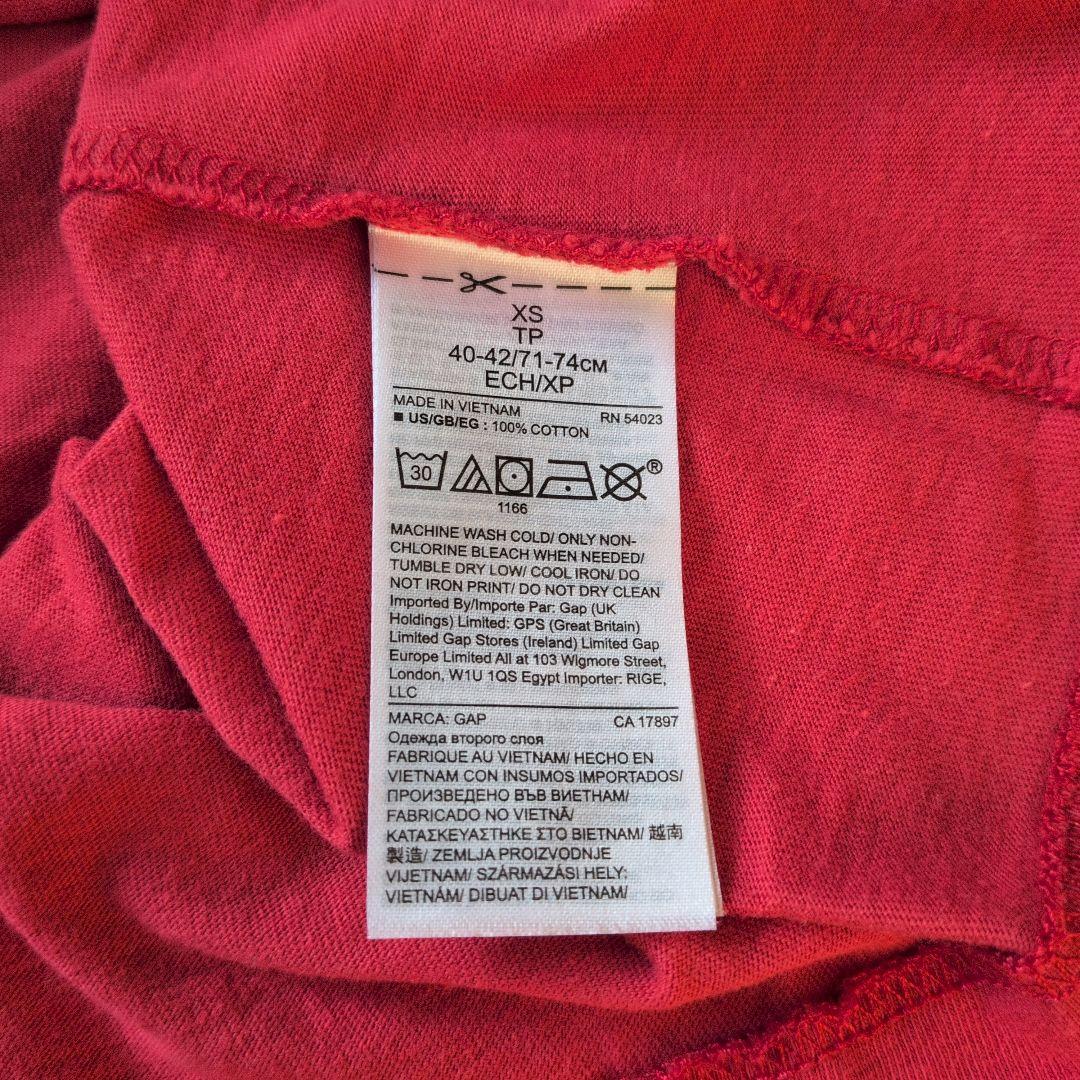 XS
TP
40-42/71-74CM
ECH/XP
MADE IN VIETNAM RN 54023
■ US/GB/EG : 100% COTTON
30 ®
1166
MACHINE WASH COLD/ ONLY NON-
CHLORINE BLEACH WHEN NEEDED/
TUMBLE DRY LOW/ COOL IRON/ DO
NOT IRON PRINT/ DO NOT DRY CLEAN
Imported By/Importe Par: Gap (UK
Holdings) Limited: GPS (Great Britain)
Limited Gap Stores (Ireland) Limited Gap
Europe Limited All at 103 Wigmore Street,
London, W1U 1QS Egypt Importer: RIGE,
LLC
MARCA: GAP CA 17897
Одежда второго слоя
FABRIQUE AU VIETNAM/ HECHO EN
VIETNAM CON INSUMOS IMPORTADOS/
ПРОИЗВЕДЕНО ВЪВ ВИЕТНАМ/
FABRICADO NO VIETNÃ/
ΚΑΤΑΣΚΕΥΑΣΤΗΚΕ ΣΤΟ ΒΙΕΤΝΑΜ/ 越南
製造/ ZEMLJA PROIZVODNJE
VIJETNAM/ SZÁRMAZÁSI HELY:
VIETNÁM/ DIBUAT DI VIETNAM/